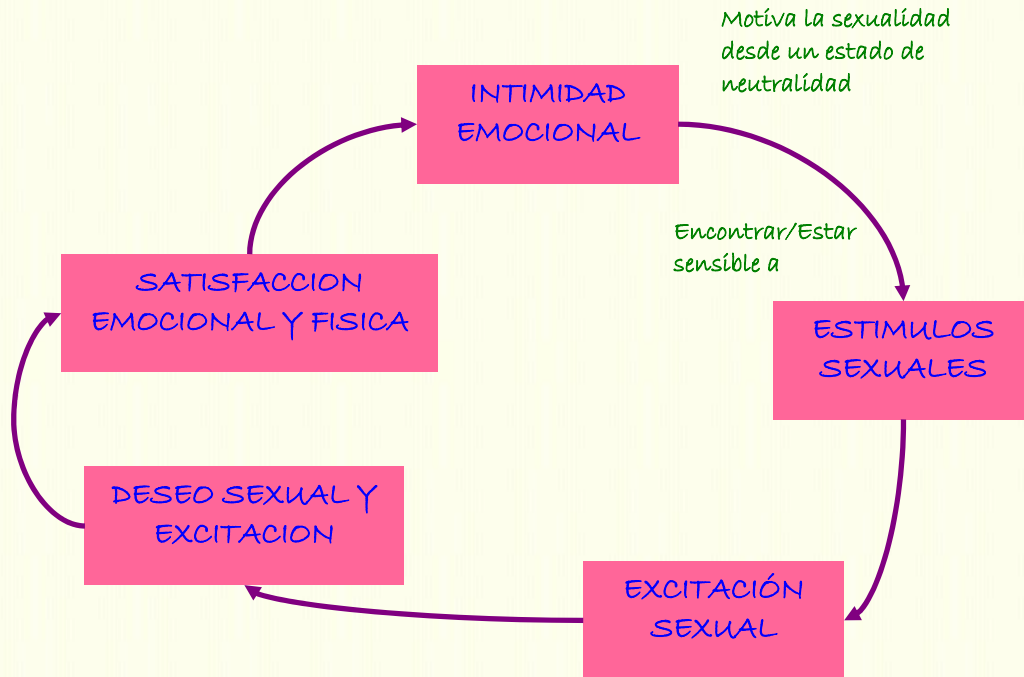 Motiva la sexualidad
desde un estado de
neutralidad
INTIMIDAD
EMOCIONAL
Encontrar/Estar
sensible a
SATISFACCION
EMOCIONAL Y FISICA
ESTIMULOS
SEXUALES
DESEO SEXUAL Y
EXCITACION
EXCITACIÓN
SEXUAL